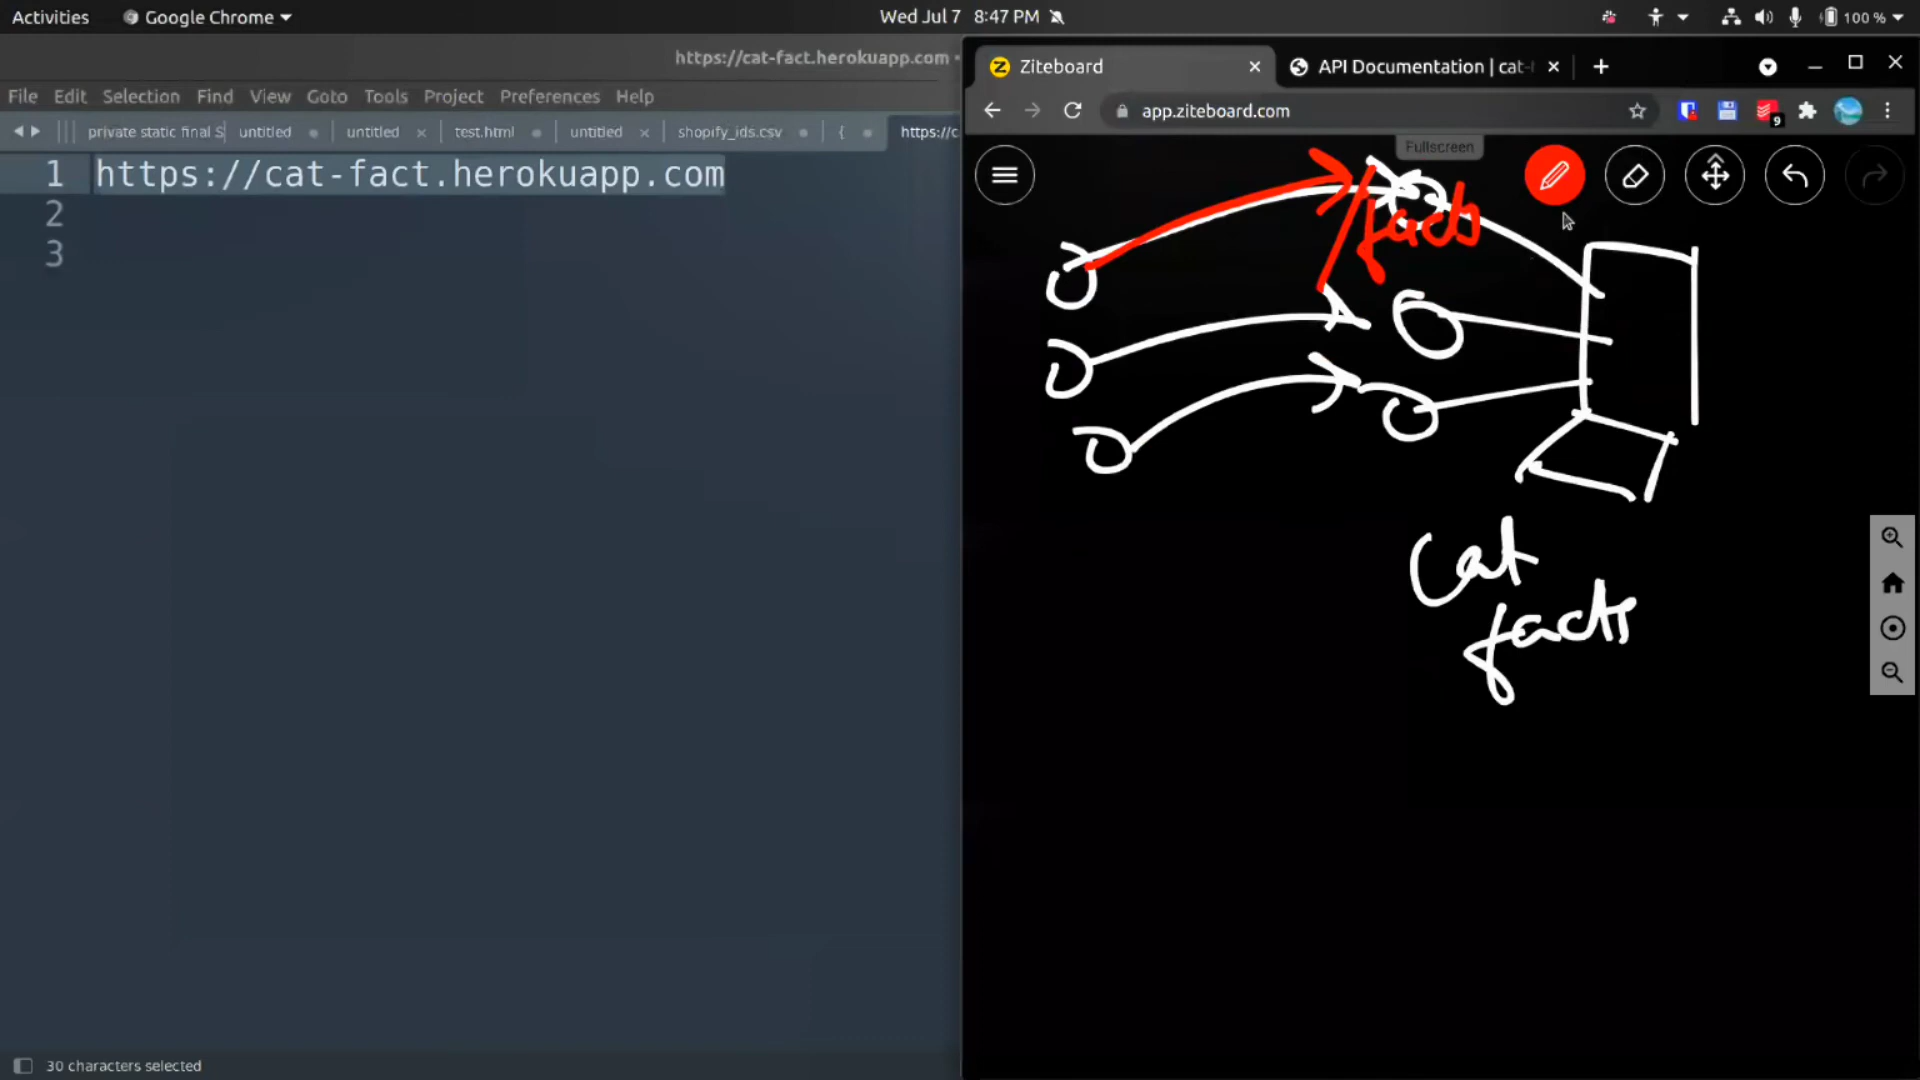 Activities
Google Chrome
Wed Jul 7 8:47 PM
100 %
https://cat-fact.herokuapp.com •
File Edit Selection Find View Goto Tools Project Preferences Help
private static final S
untitled
untitled
test.html
untitled
shopify_ids.csv
{
https://c
1 https://cat-fact.herokuapp.com
2
3
30 characters selected
Ziteboard
API Documentation | cat-
app.ziteboard.com
9
Fullscreen
/facts
Cat
facts